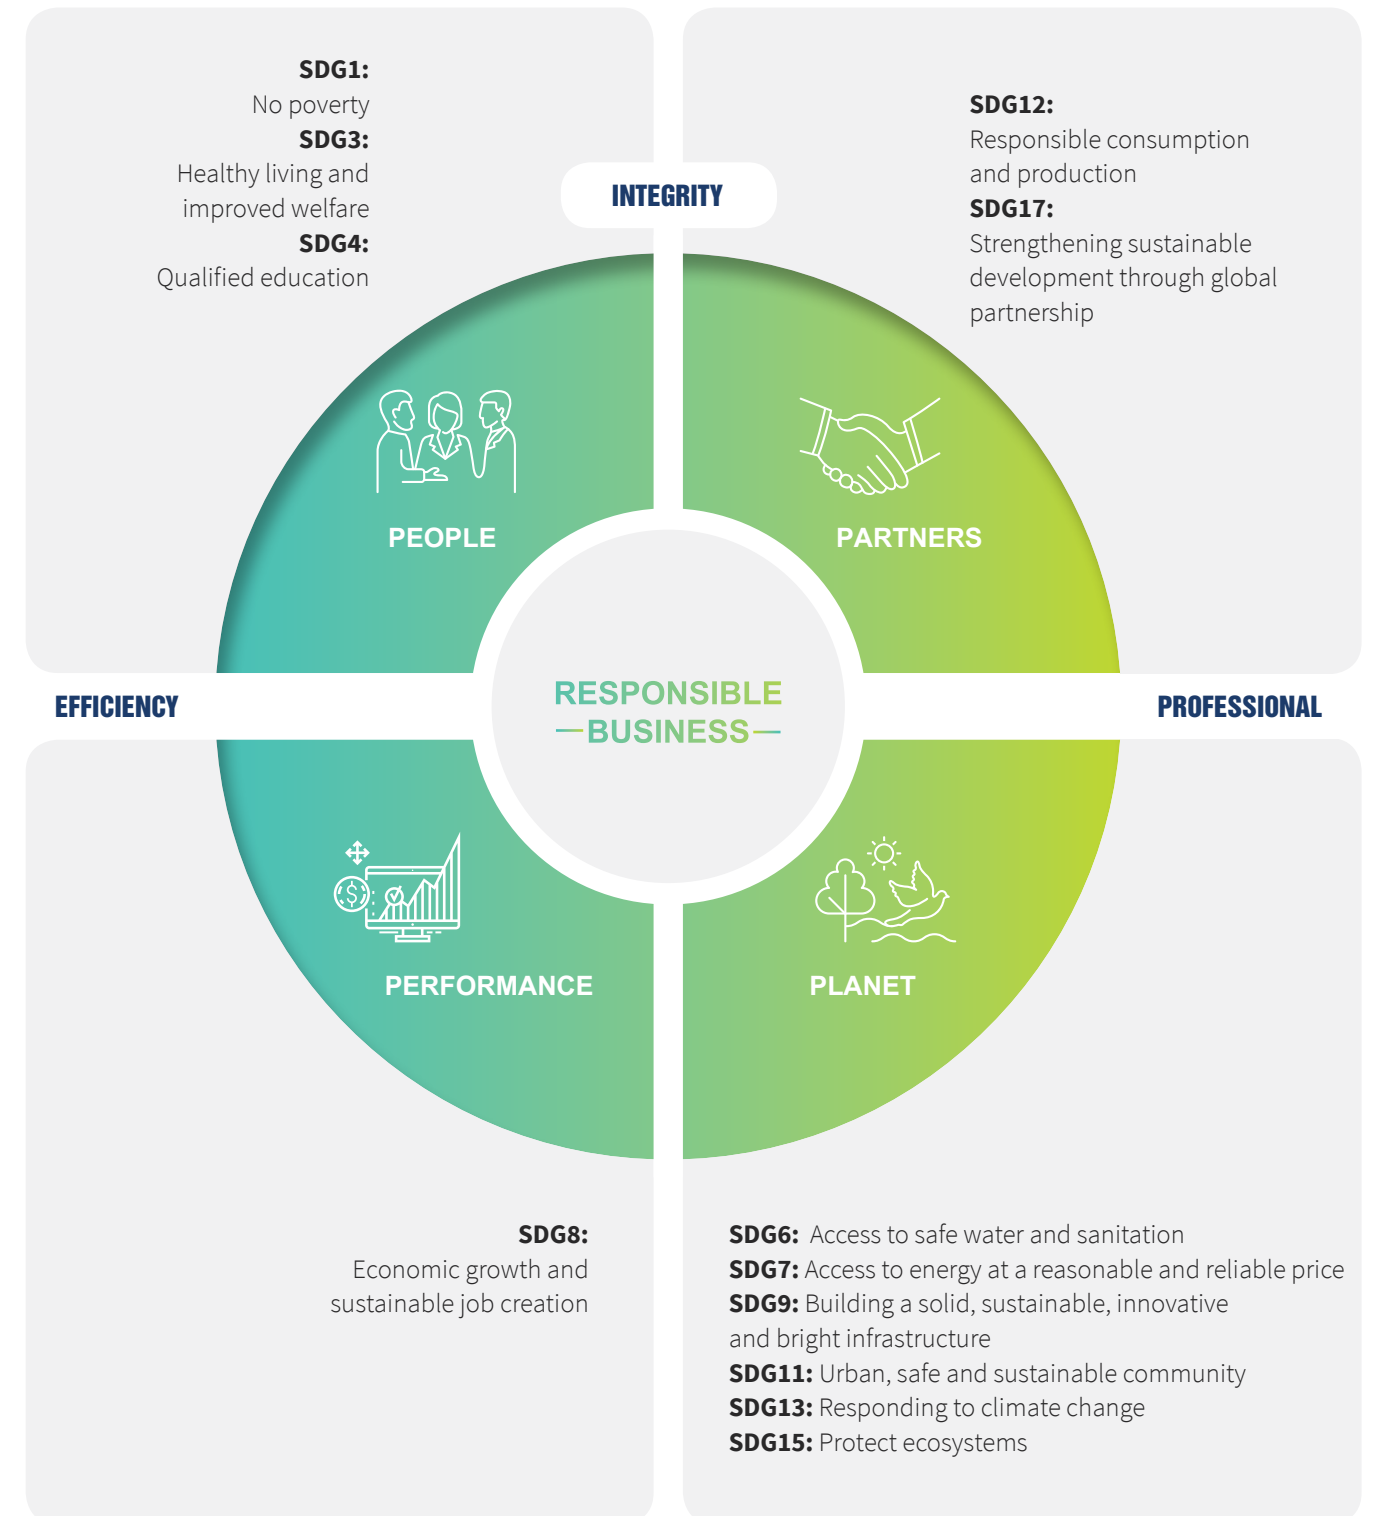 SDG1:
No poverty
SDG3:
Healthy living and
improved welfare
SDG4:
Qualified education
SDG12:
Responsible consumption
and production
SDG17:
Strengthening sustainable
development through global
partnership
INTEGRITY
PEOPLE
PARTNERS
EFFICIENCY
RESPONSIBLE
BUSINESS
PROFESSIONAL
$
PERFORMANCE
PLANET
SDG8:
Economic growth and
sustainable job creation
SDG6: Access to safe water and sanitation
SDG7: Access to energy at a reasonable and reliable price
SDG9: Building a solid, sustainable, innovative
and bright infrastructure
SDG11: Urban, safe and sustainable community
SDG13: Responding to climate change
SDG15: Protect ecosystems